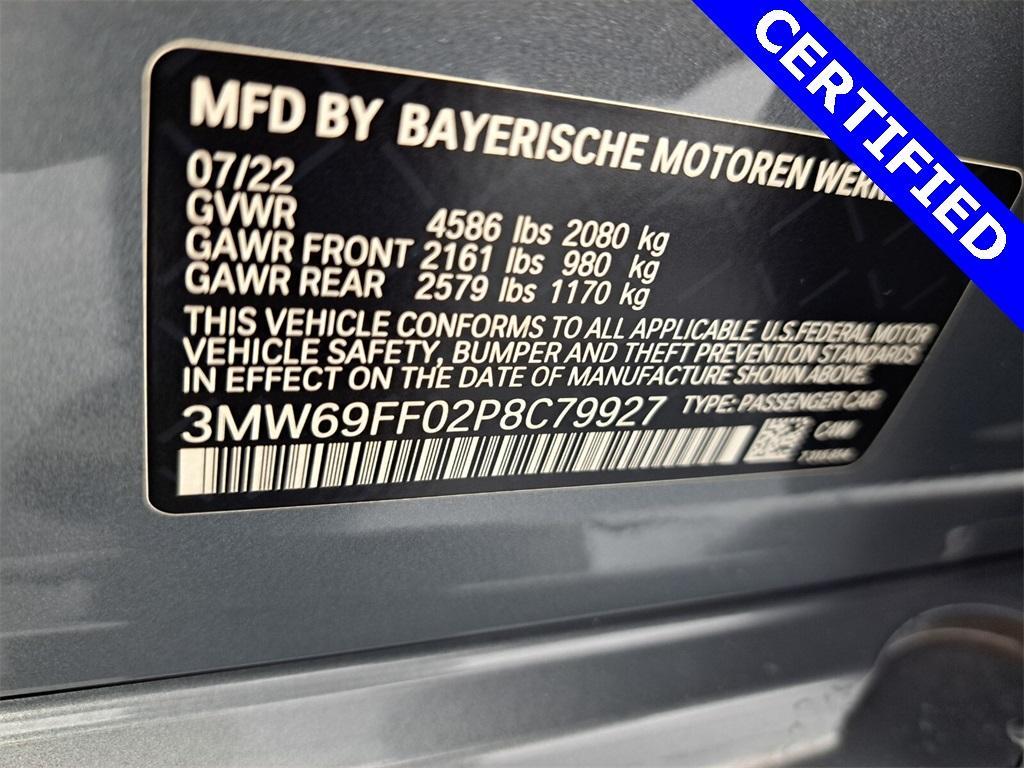 CERTIFIED
MFD BY BAYERISCHE MOTOREN
07/22
GVWR 4586 lbs 2080 kg
GAWR FRONT 2161 lbs 980 kg
GAWR REAR 2579 lbs 1170 kg
THIS VEHICLE CONFORMS TO ALL APPLICABLE U.S.FEDERAL MOTOR
VEHICLE SAFETY, BUMPER AND THEFT PREVENTION STANDARDS
IN EFFECT ON THE DATE OF MANUFACTURE SHOWN ABOVE.
3MW69FF02P8C79927 TYPE: PASSENGER CAR